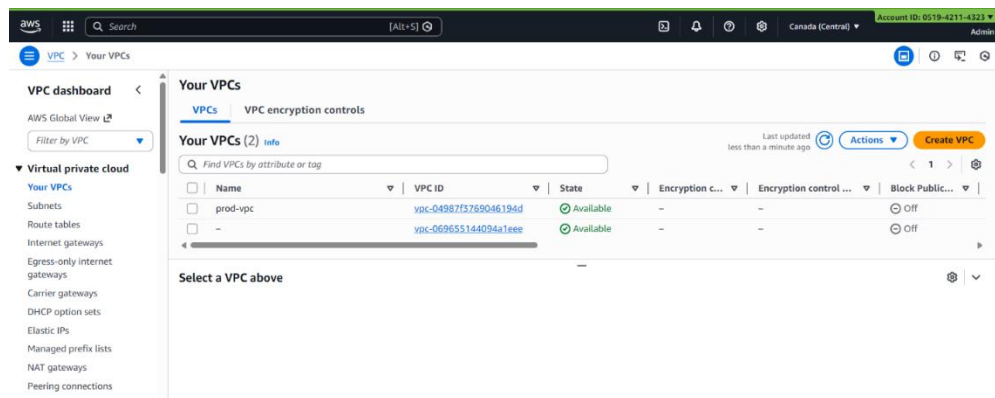 aws Search [Alt+S] Canada (Central) ▼ Account ID: 0519-4211-4323 ▼
Admin
VPC > Your VPCs
VPC dashboard <
AWS Global View
Filter by VPC ▼
▼ Virtual private cloud
Your VPCs
Subnets
Route tables
Internet gateways
Egress-only internet
gateways
Carrier gateways
DHCP option sets
Elastic IPs
Managed prefix lists
NAT gateways
Peering connections
Your VPCs
VPCs VPC encryption controls
Your VPCs (2) Info
Last updated
less than a minute ago
Actions ▼ Create VPC
Find VPCs by attribute or tag
< 1 >
Name VPC ID State Encryption c... Encryption control ... Block Public...
prod-vpc vpc-04987f3769046194d Available – – Off
– vpc-069655144094a1eee Available – – Off
Select a VPC above